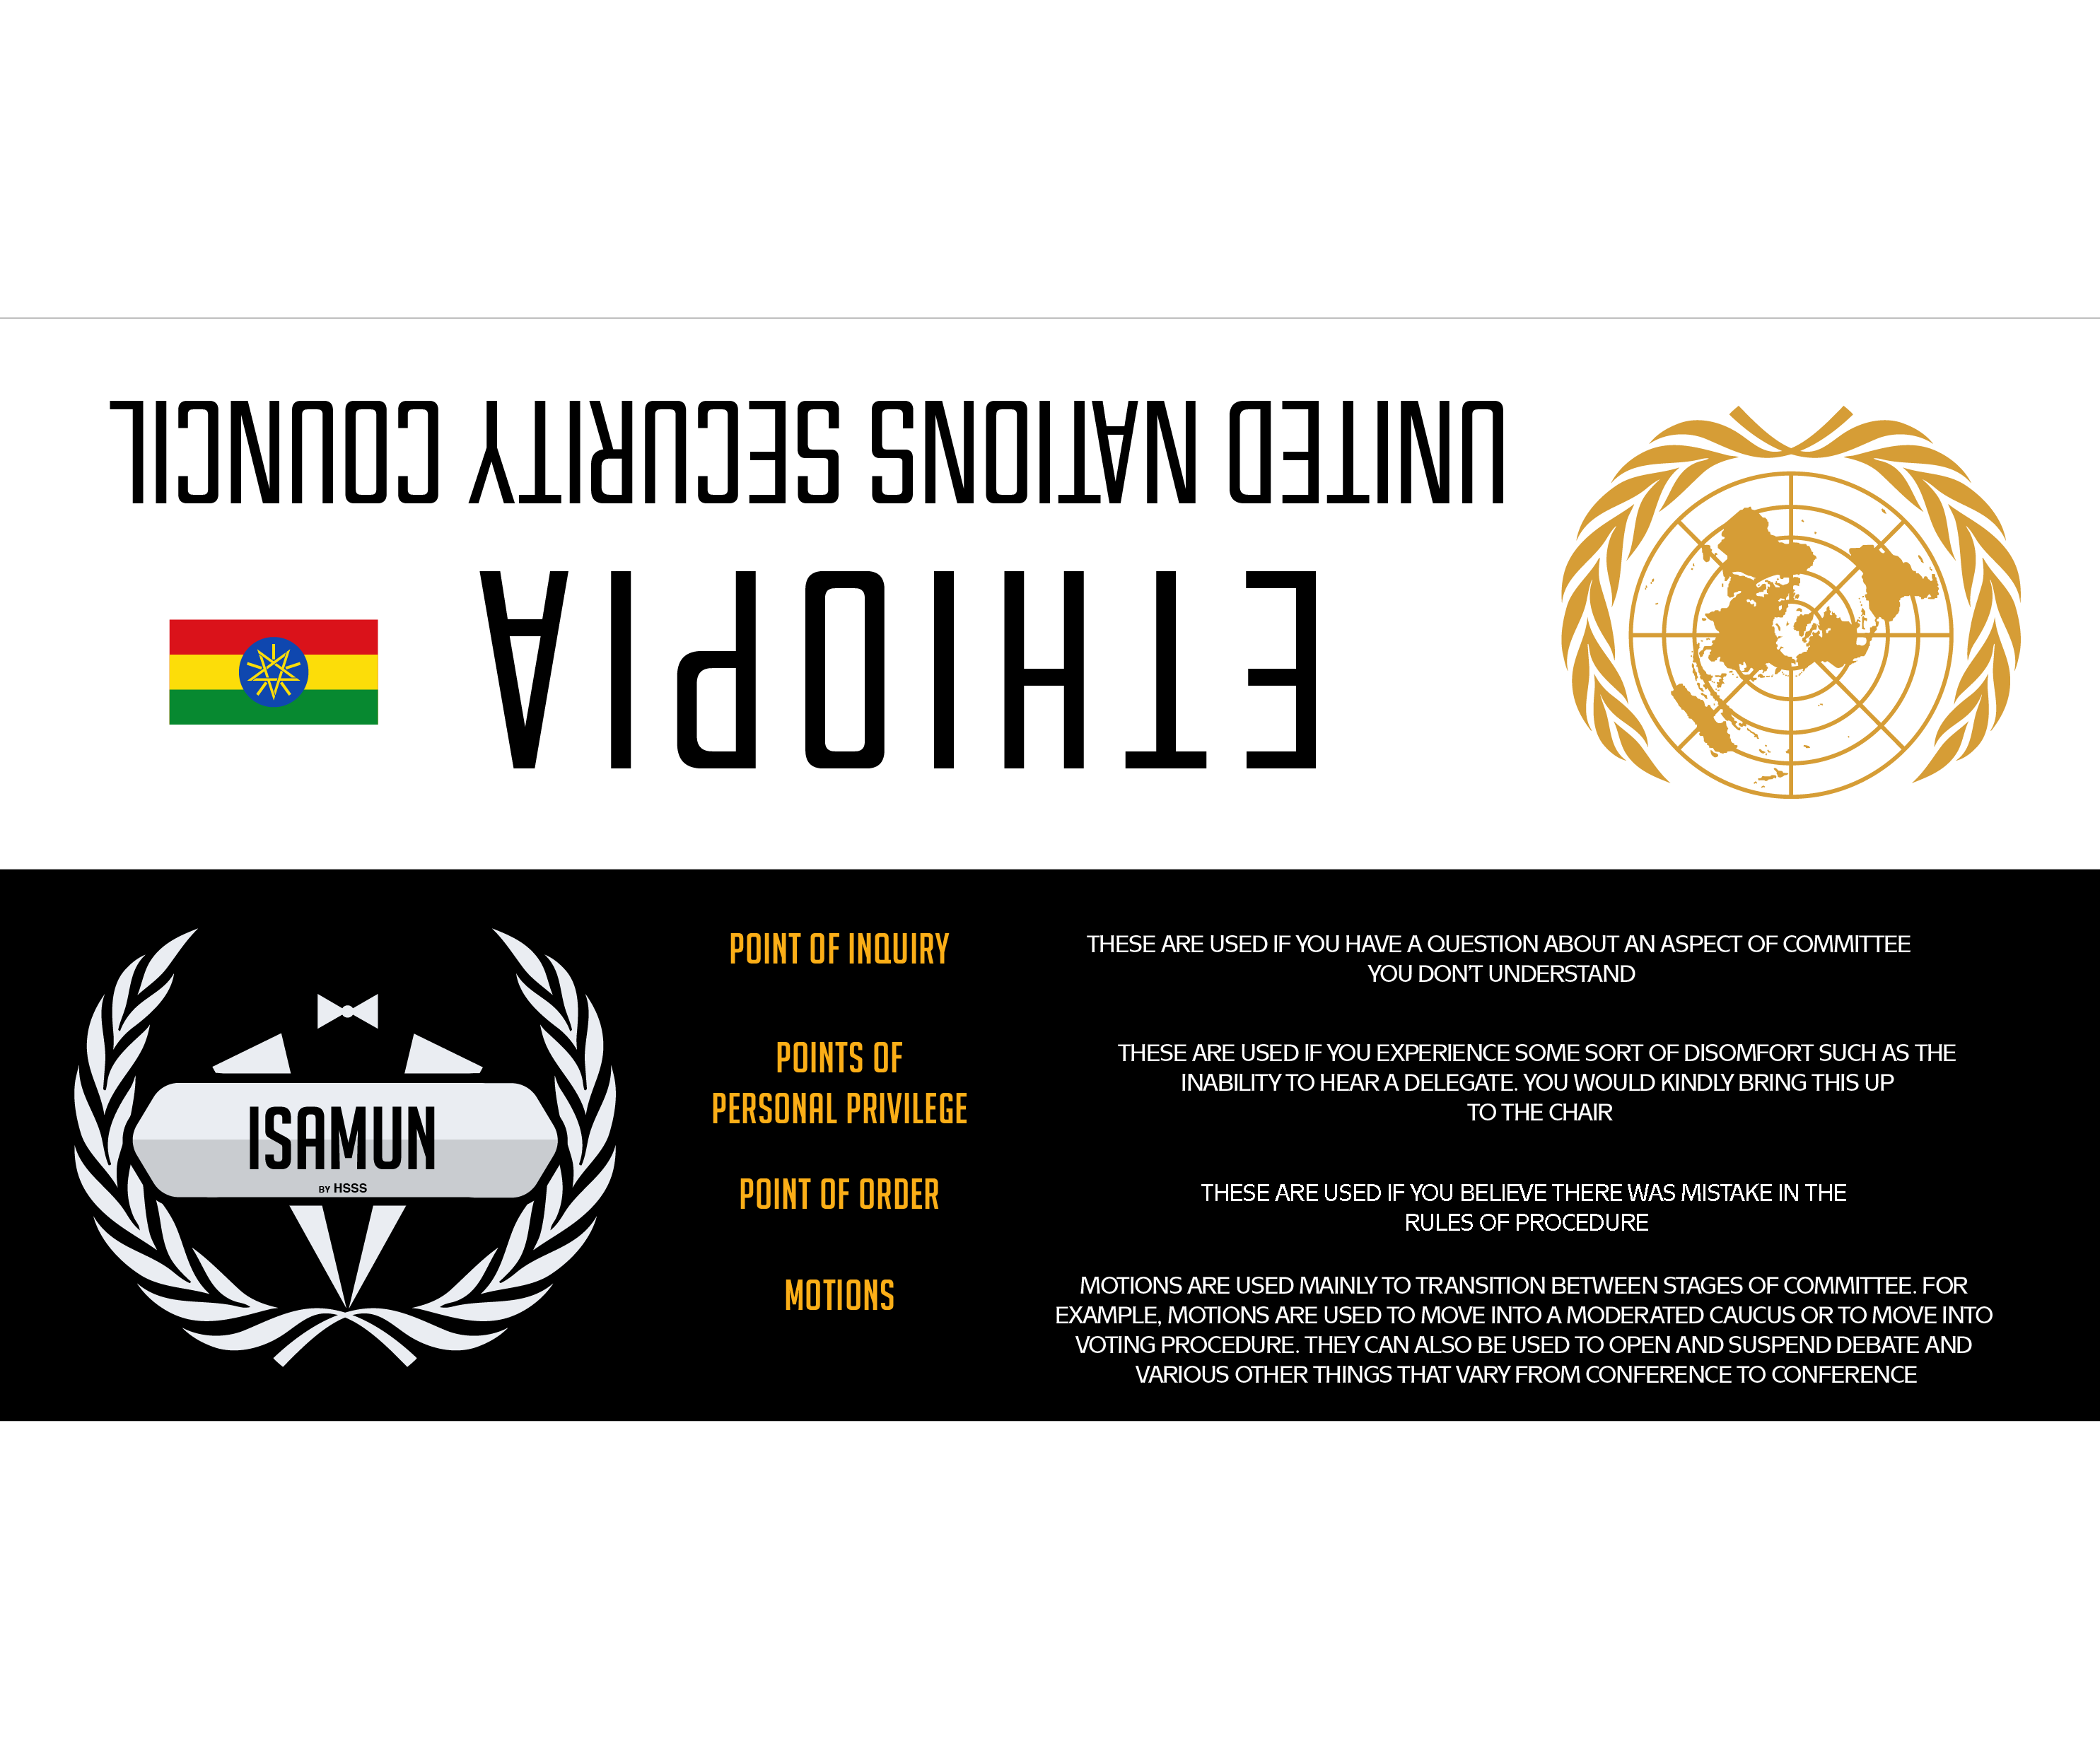 UNITED NATIONS SECURITY COUNCIL
ETHIOPIA
ISAMUN
BY HSSS
POINT OF INQUIRY
THESE ARE USED IF YOU HAVE A QUESTION ABOUT AN ASPECT OF COMMITTEE
YOU DON'T UNDERSTAND
POINTS OF
PERSONAL PRIVILEGE
THESE ARE USED IF YOU EXPERIENCE SOME SORT OF DISOMFORT SUCH AS THE
INABILITY TO HEAR A DELEGATE. YOU WOULD KINDLY BRING THIS UP
TO THE CHAIR
POINT OF ORDER
THESE ARE USED IF YOU BELIEVE THERE WAS MISTAKE IN THE
RULES OF PROCEDURE
MOTIONS
MOTIONS ARE USED MAINLY TO TRANSITION BETWEEN STAGES OF COMMITTEE. FOR
EXAMPLE, MOTIONS ARE USED TO MOVE INTO A MODERATED CAUCUS OR TO MOVE INTO
VOTING PROCEDURE. THEY CAN ALSO BE USED TO OPEN AND SUSPEND DEBATE AND
VARIOUS OTHER THINGS THAT VARY FROM CONFERENCE TO CONFERENCE